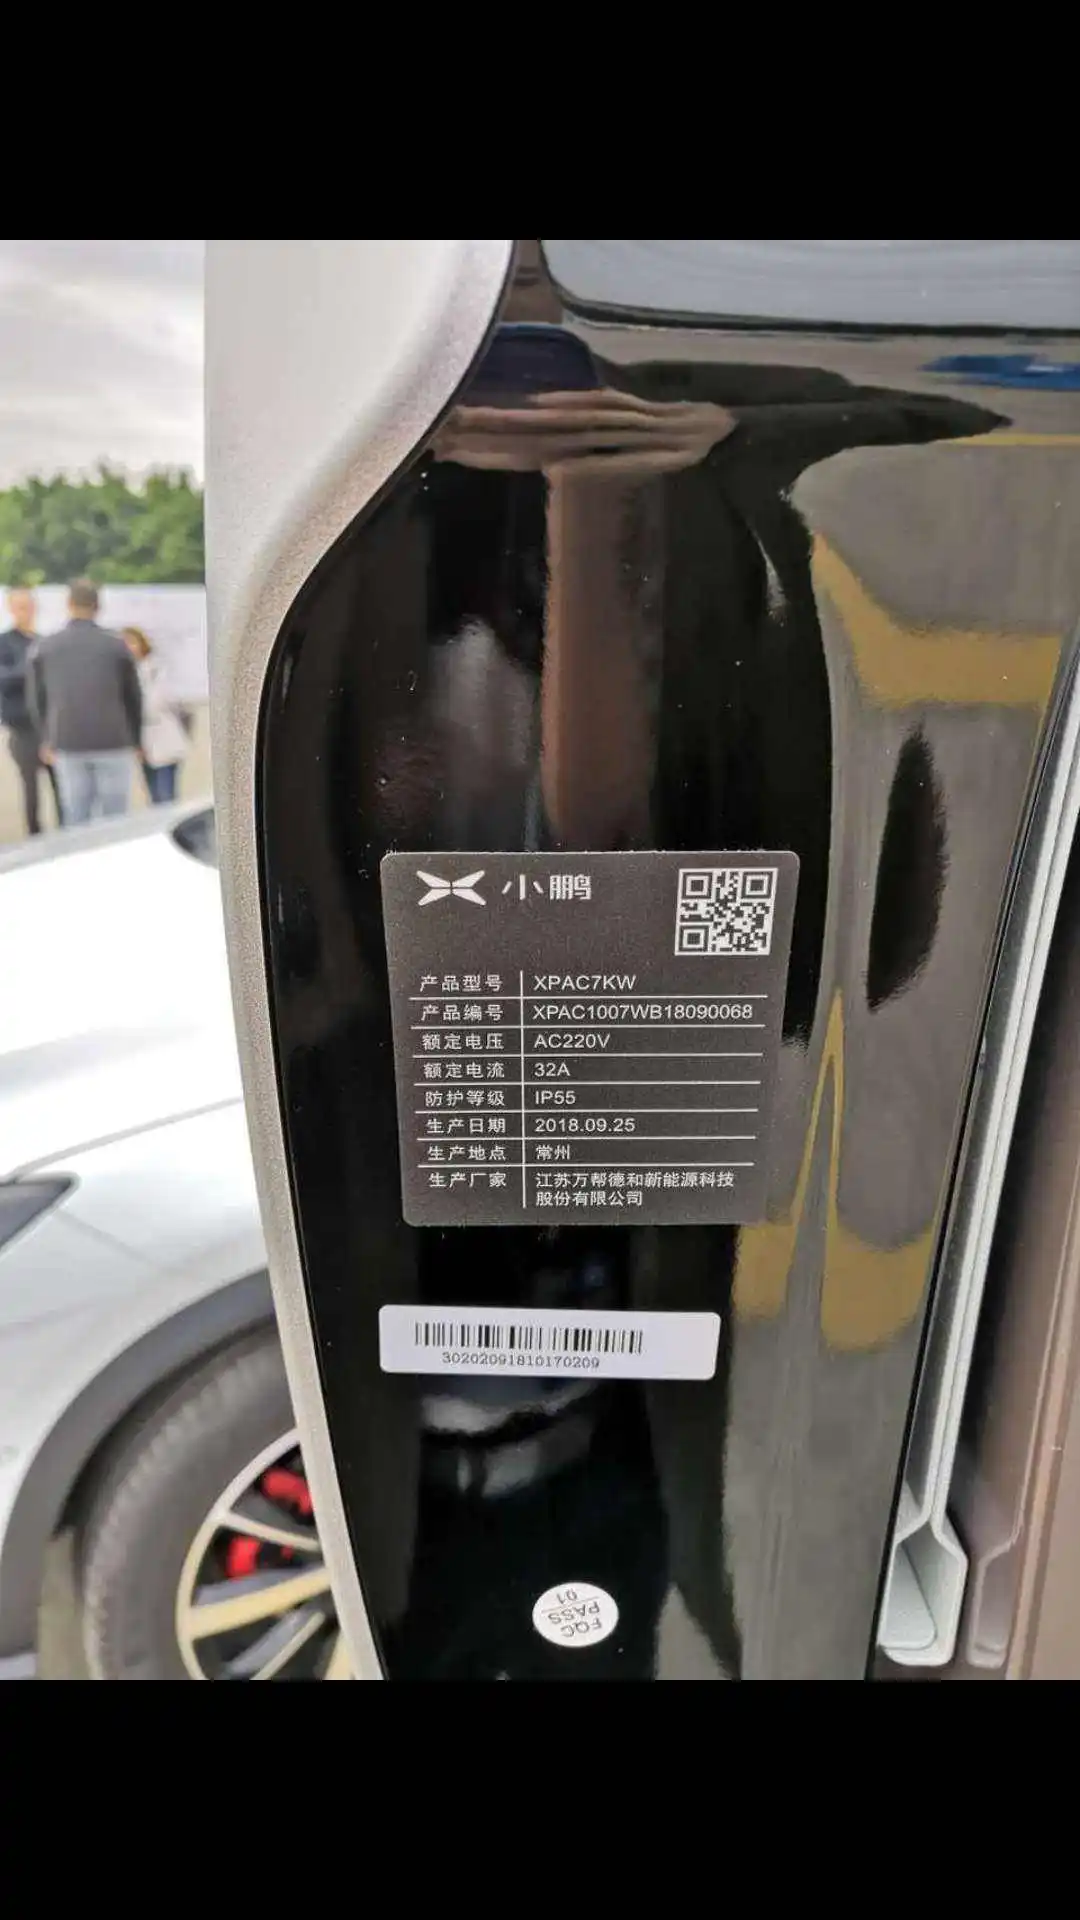 小鹏
产品型号 XPAC7KW
产品编号 XPAC1007WB18090068
额定电压 AC220V
额定电流 32A
防护等级 IP55
生产日期 2018.09.25
生产地点 常州
生产厂家 江苏万帮德和新能源科技
股份有限公司
30202091810170209
FQC
PASS
01